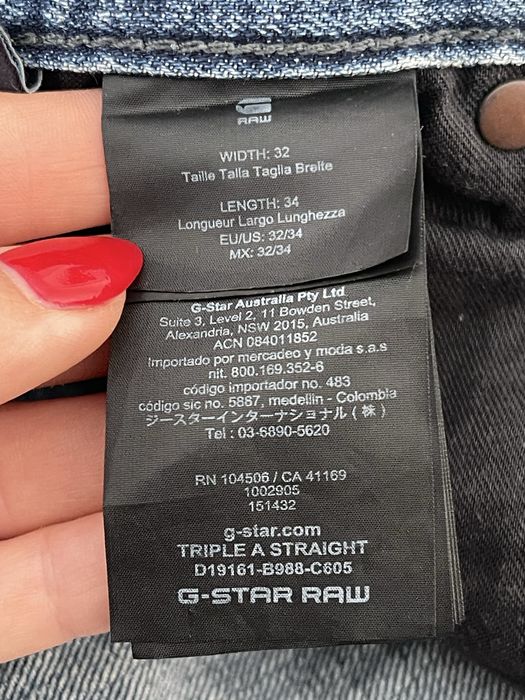 RAW
WIDTH: 32
Taille Talla Taglia Breite
LENGTH: 34
Longueur Largo Lunghezza
EU/US: 32/34
MX: 32/34
G-Star Australia Pty Ltd
Suite 3, Level 2, 11 Bowden Street,
Alexandria, NSW 2015, Australia
ACN 084011852
Importado por mercadeo y moda s.a.s
nit. 800.169.352-6
código importador no. 483
código sic no. 5887, medellin - Colombia
ジースターインターナショナル(株)
Tel : 03-6890-5620
RN 104506 / CA 41169
1002905
151432
g-star.com
TRIPLE A STRAIGHT
D19161-B988-C605
G-STAR RAW